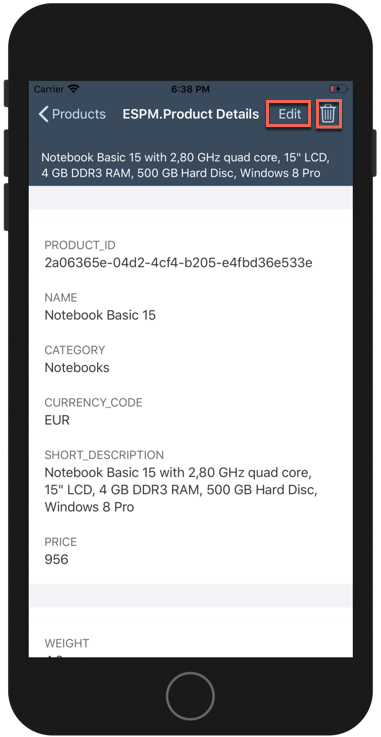 Carrier 6:38 PM
Products ESPM.Product Details Edit
Notebook Basic 15 with 2,80 GHz quad core, 15" LCD,
4 GB DDR3 RAM, 500 GB Hard Disc, Windows 8 Pro
PRODUCT_ID
2a06365e-04d2-4cf4-b205-e4fbd36e533e
NAME
Notebook Basic 15
CATEGORY
Notebooks
CURRENCY_CODE
EUR
SHORT_DESCRIPTION
Notebook Basic 15 with 2,80 GHz quad core,
15" LCD, 4 GB DDR3 RAM, 500 GB Hard Disc,
Windows 8 Pro
PRICE
956
WEIGHT